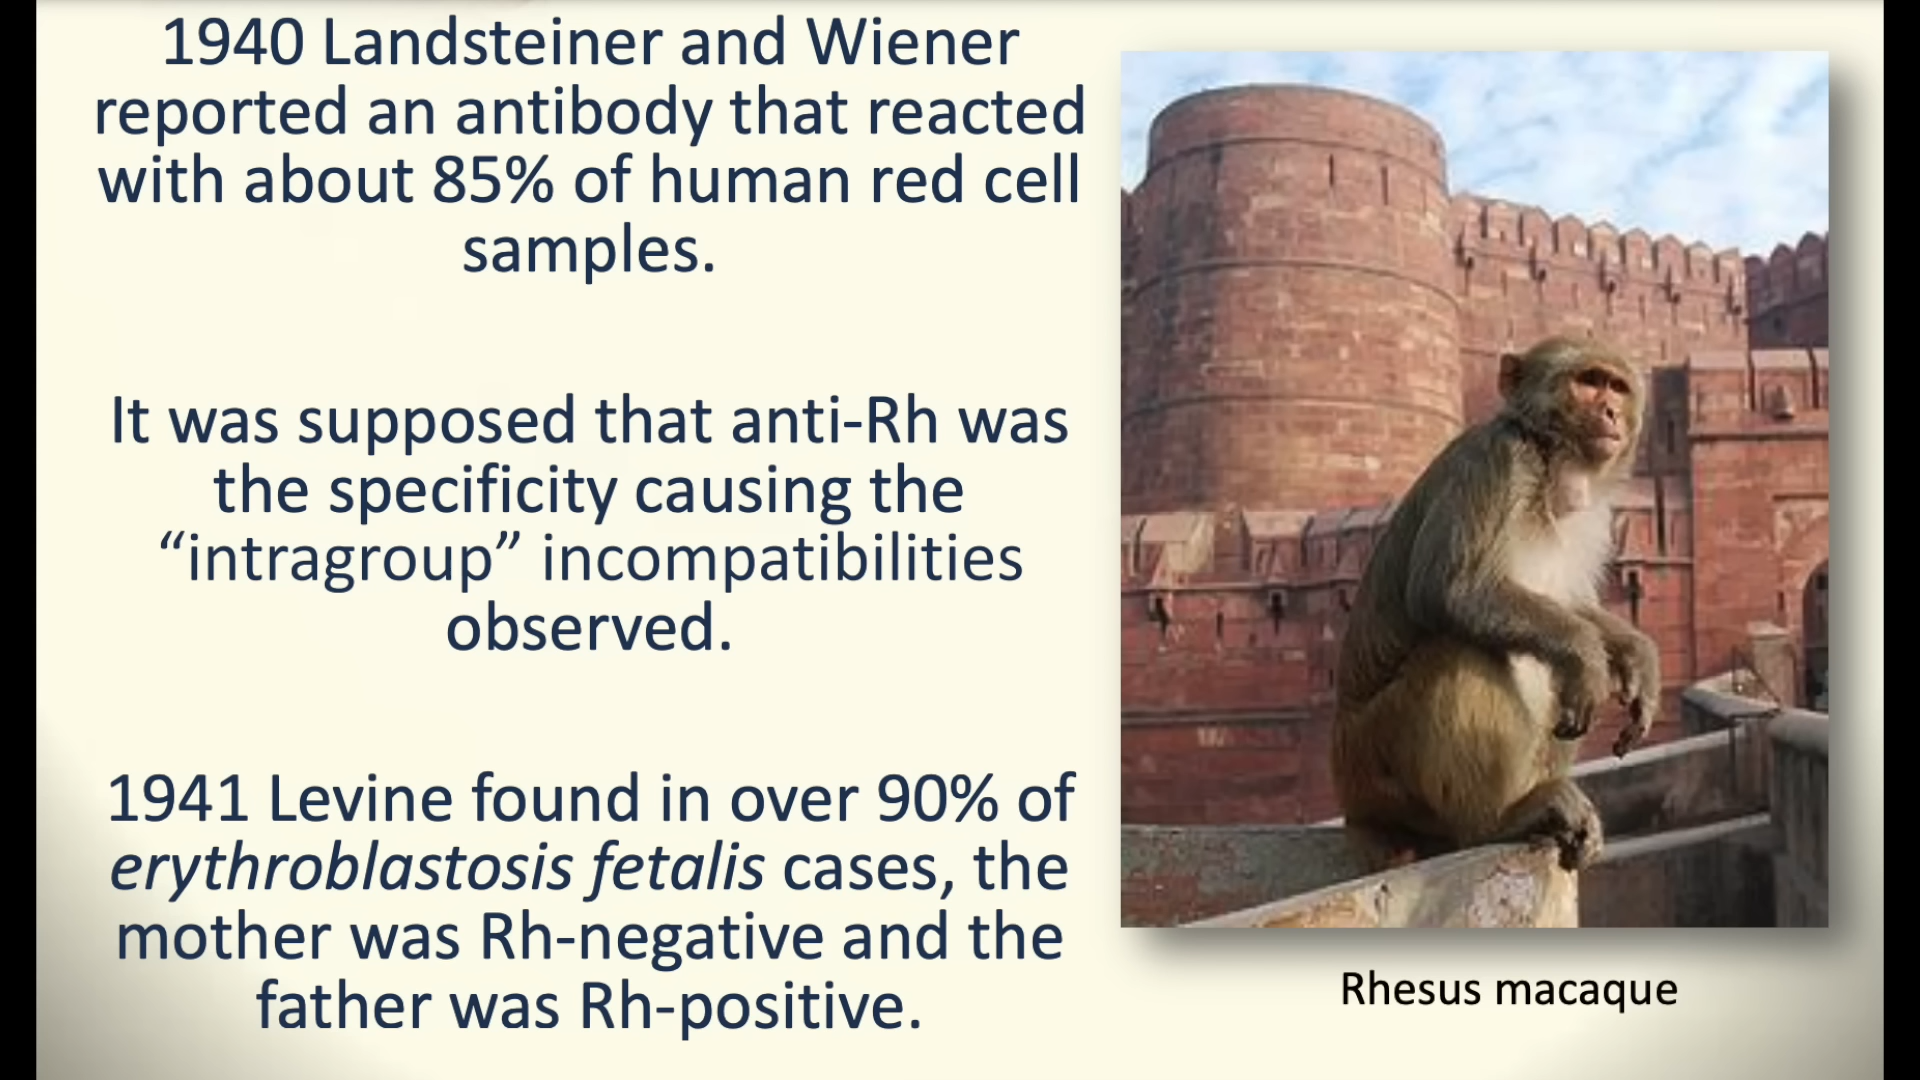 1940 Landsteiner and Wiener
reported an antibody that reacted
with about 85% of human red cell
samples.
It was supposed that anti-Rh was
the specificity causing the
“intragroup” incompatibilities
observed.
1941 Levine found in over 90% of
erythroblastosis fetalis cases, the
mother was Rh-negative and the
father was Rh-positive.
Rhesus macaque